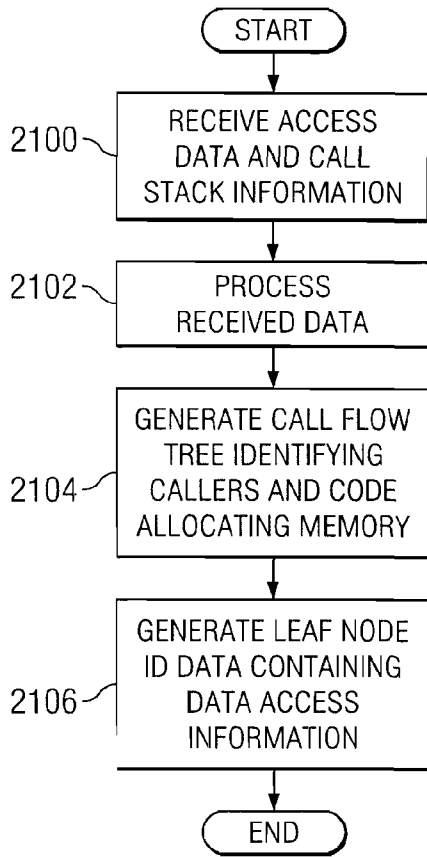 START
2100
RECEIVE ACCESS
DATA AND CALL
STACK INFORMATION
2102
PROCESS
RECEIVED DATA
2104
GENERATE CALL FLOW
TREE IDENTIFYING
CALLERS AND CODE
ALLOCATING MEMORY
2106
GENERATE LEAF NODE
ID DATA CONTAINING
DATA ACCESS
INFORMATION
END